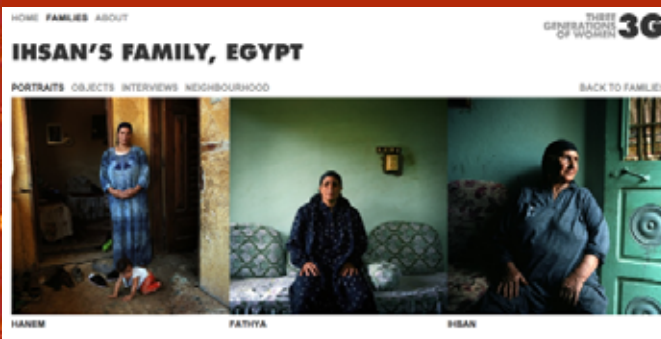 HOME FAMILIES ABOUT
THREE
GENERATIONS
OF WOMEN 3G
IHSAN'S FAMILY, EGYPT
PORTRAITS OBJECTS INTERVIEWS NEIGHBOURHOOD BACK TO FAMILIES
HANEM FATHYA IHSAN